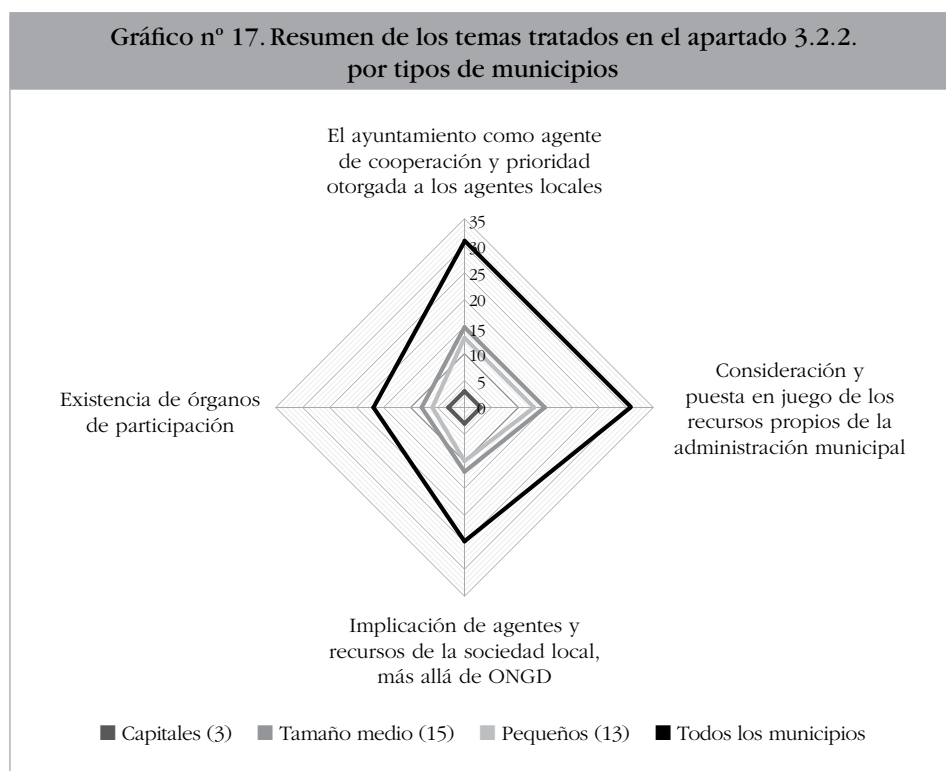 Gráfico nº 17. Resumen de los temas tratados en el apartado 3.2.2.
por tipos de municipios
El ayuntamiento como agente
de cooperación y prioridad
otorgada a los agentes locales
35
30
25
20
15
10
5
0
Consideración y
puesta en juego de los
recursos propios de la
administración municipal
Existencia de órganos
de participación
Implicación de agentes y
recursos de la sociedad local,
más allá de ONGD
Capitales (3) Tamaño medio (15) Pequeños (13) Todos los municipios